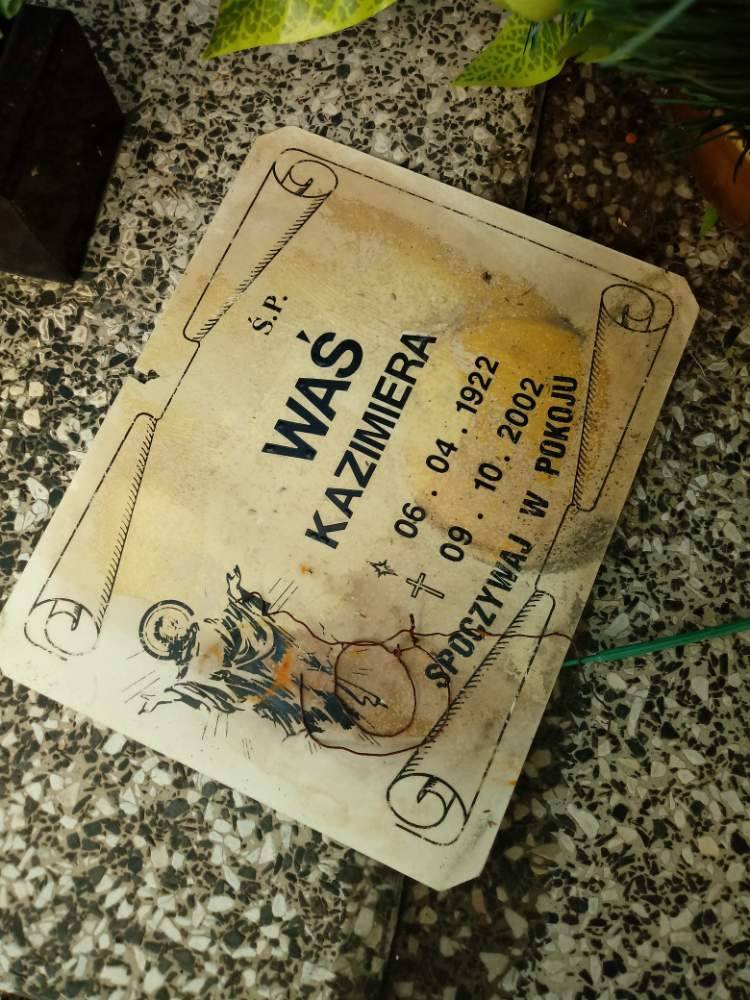 Ś.P.
WAŚ
KAZIMIERA
06 . 04 . 1922
09 . 10 . 2002
SPOCZYWAJ W POKOJU